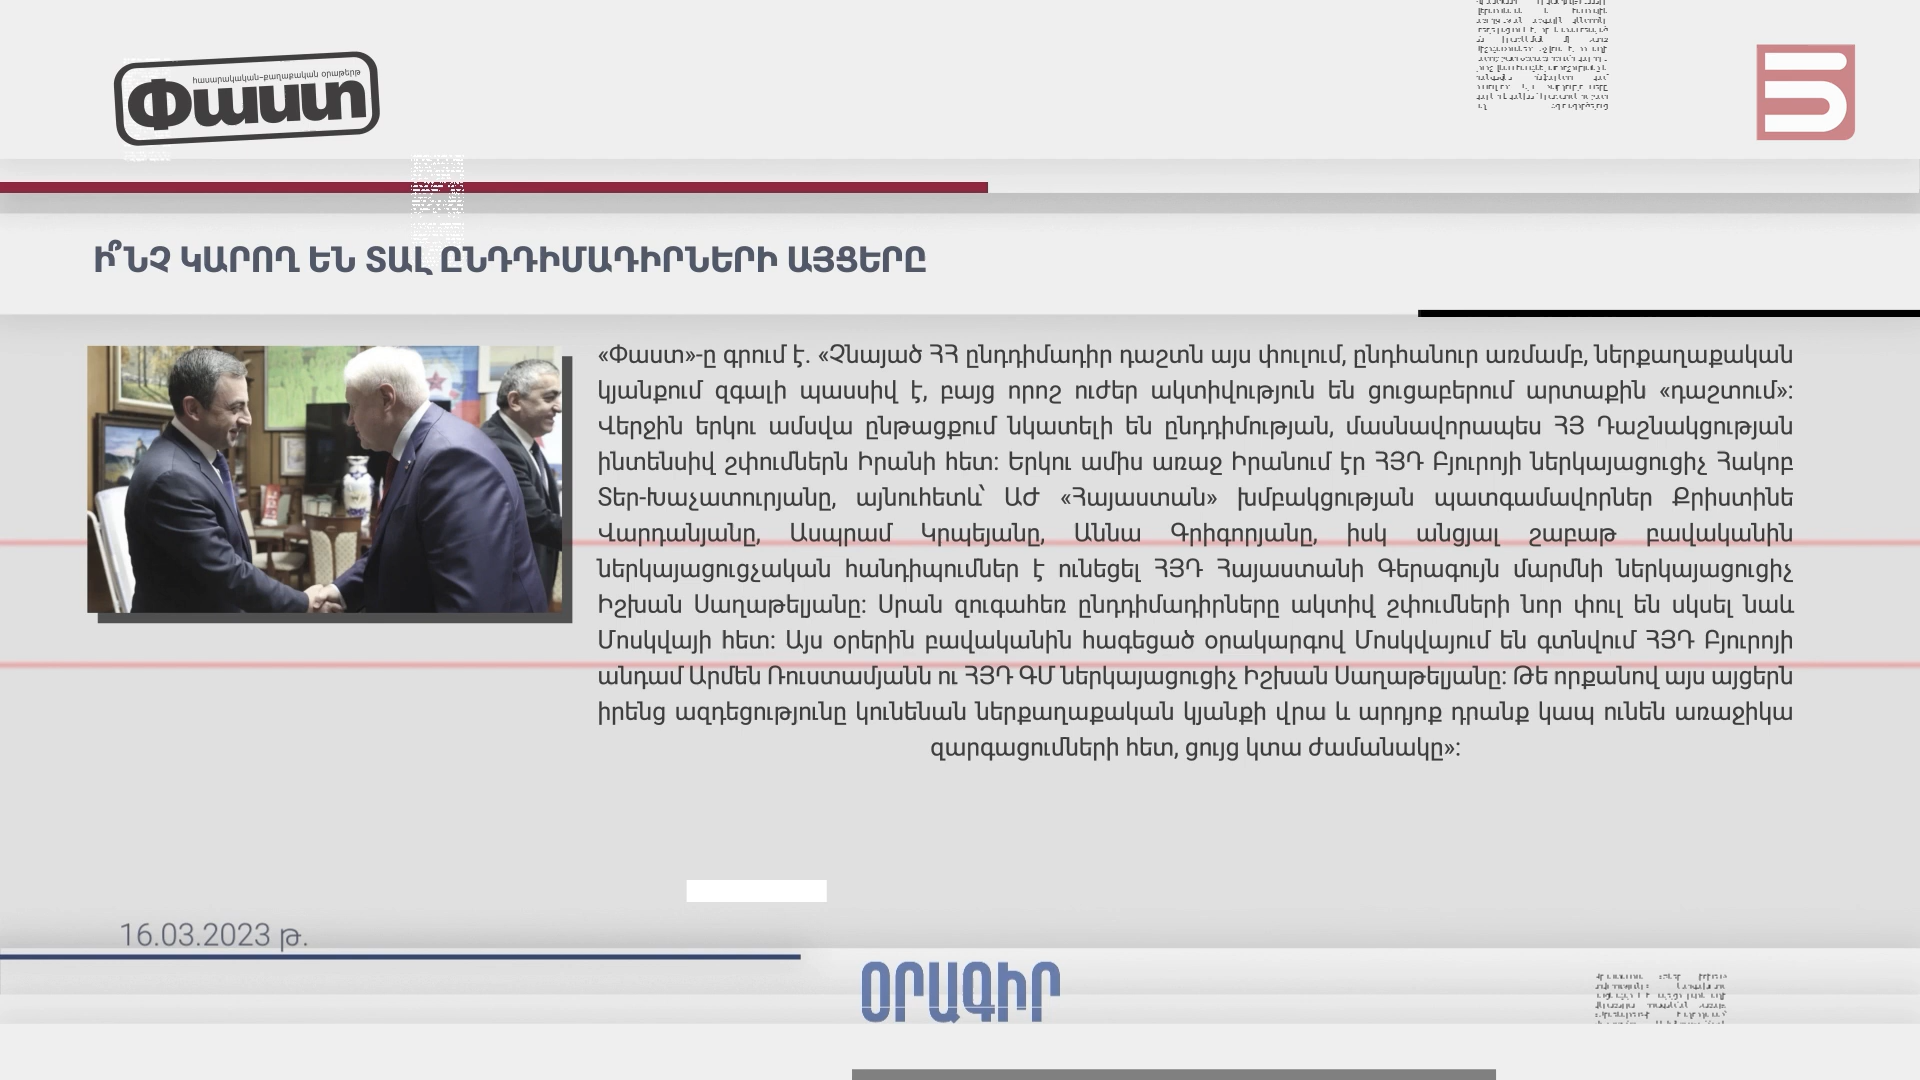 հասարակական-քաղաքական օրաթերթ
Փաստ
Ի՞ՆՉ ԿԱՐՈՂ ԵՆ ՏԱԼ ԸՆԴԴԻՄԱԴԻՐՆԵՐԻ ԱՅՑԵՐԸ
«Փաստ»-ը գրում է. «Չնայած ՀՀ ընդդիմադիր դաշտն այս փուլում, ընդհանուր առմամբ, ներքաղաքական
կյանքում զգալի պասսիվ է, բայց որոշ ուժեր ակտիվություն են ցուցաբերում արտաքին «դաշտում»:
Վերջին երկու ամսվա ընթացքում նկատելի են ընդդիմության, մասնավորապես ՀՅ Դաշնակցության
ինտենսիվ շփումներն Իրանի հետ: Երկու ամիս առաջ Իրանում էր ՀՅԴ Բյուրոյի ներկայացուցիչ Հակոբ
Տեր-Խաչատուրյանը, այնուհետև՝ ԱԺ «Հայաստան» խմբակցության պատգամավորներ Քրիստինե
Վարդանյանը, Ասպրամ Կրպեյանը, Աննա Գրիգորյանը, իսկ անցյալ շաբաթ բավականին
ներկայացուցչական հանդիպումներ է ունեցել ՀՅԴ Հայաստանի Գերագույն մարմնի ներկայացուցիչ
Իշխան Սաղաթելյանը: Սրան զուգահեռ ընդդիմադիրները ակտիվ շփումների նոր փուլ են սկսել նաև
Մոսկվայի հետ: Այս օրերին բավականին հագեցած օրակարգով Մոսկվայում են գտնվում ՀՅԴ Բյուրոյի
անդամ Արմեն Ռուստամյանն ու ՀՅԴ ԳՄ ներկայացուցիչ Իշխան Սաղաթելյանը: Թե որքանով այս այցերն
իրենց ազդեցությունը կունենան ներքաղաքական կյանքի վրա և արդյոք դրանք կապ ունեն առաջիկա
զարգացումների հետ, ցույց կտա ժամանակը»:
16.03.2023 թ.
ՕՐԱԳԻՐ